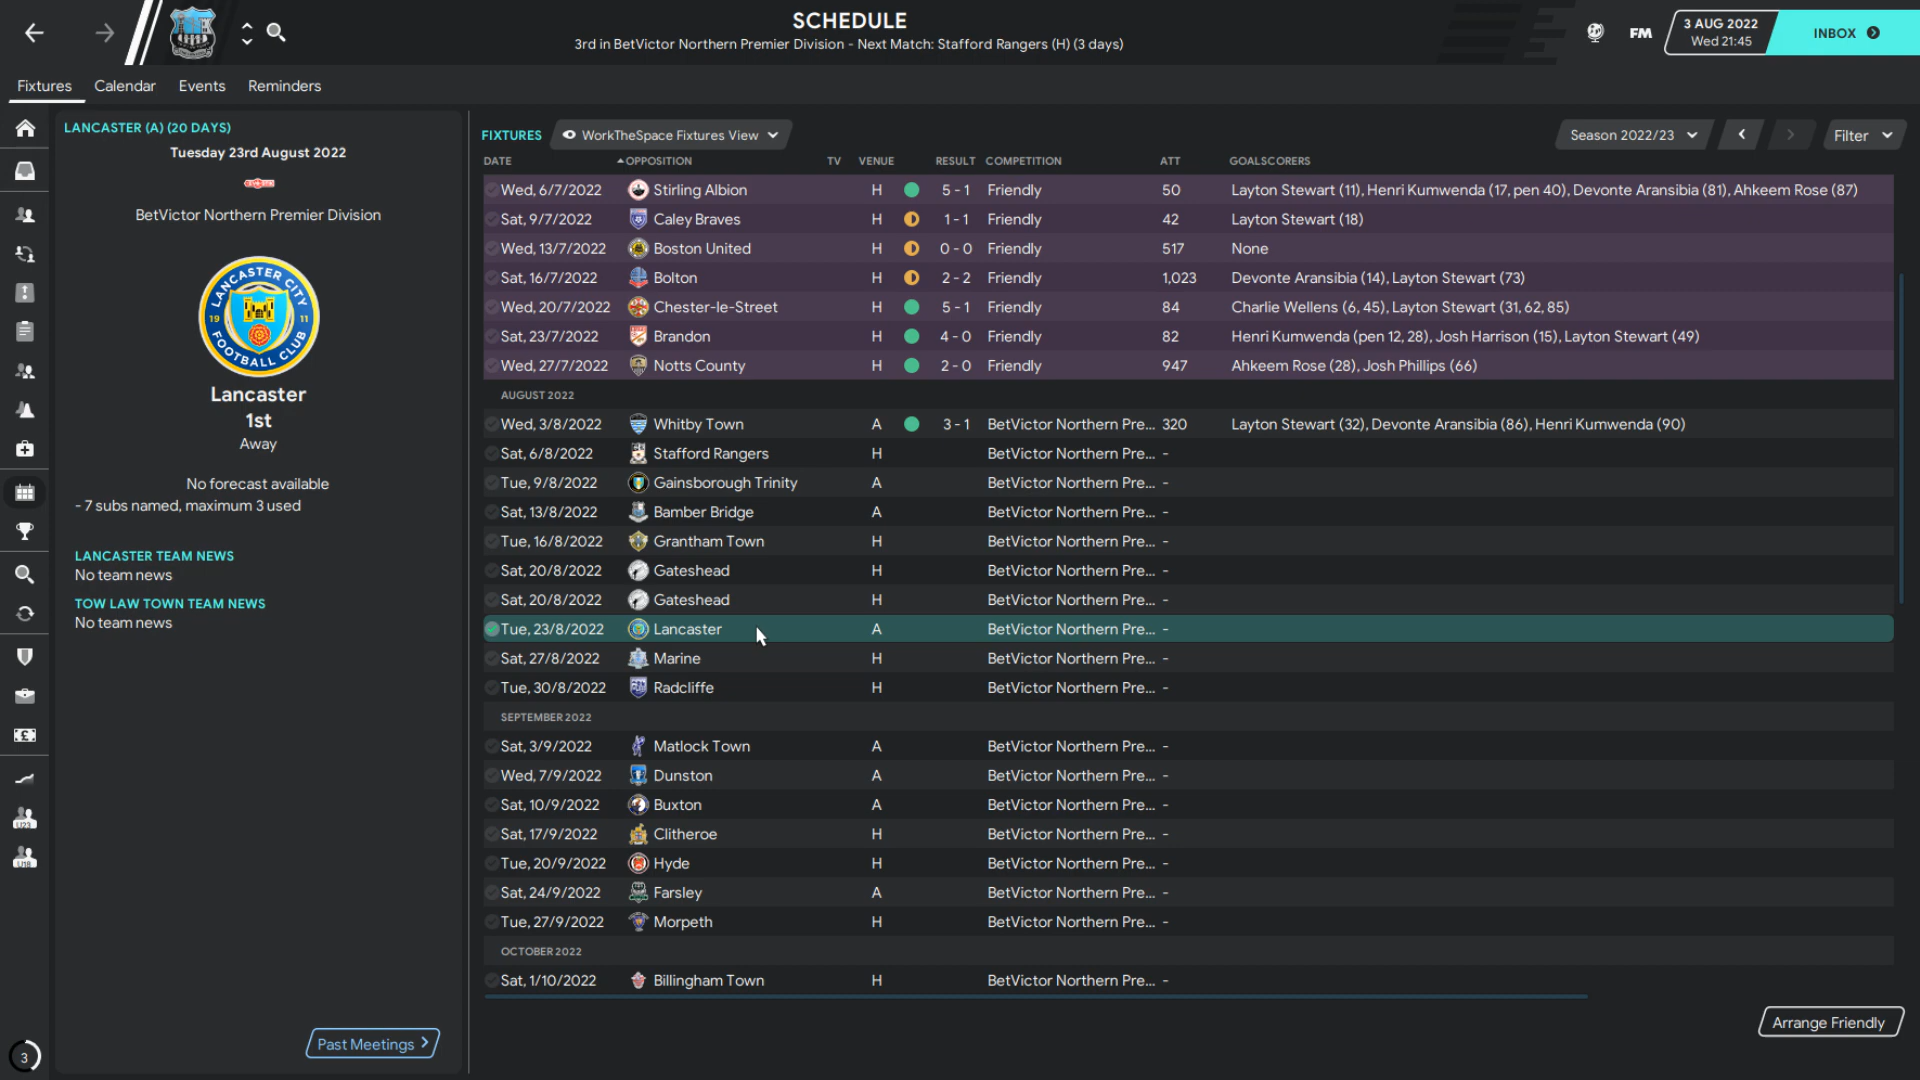 SCHEDULE
3rd in BetVictor Northern Premier Division - Next Match: Stafford Rangers (H) (3 days)
FM
3 AUG 2022
Wed 21:45
INBOX
Fixtures Calendar Events Reminders
LANCASTER (A) (20 DAYS)
Tuesday 23rd August 2022
BetVictor Northern Premier Division
LANCASTER CITY
19 11
FOOTBALL CLUB
Lancaster
1st
Away
No forecast available
- 7 subs named, maximum 3 used
LANCASTER TEAM NEWS
No team news
TOW LAW TOWN TEAM NEWS
No team news
Past Meetings
3
U23
U18
FIXTURES WorkTheSpace Fixtures View Season 2022/23 Filter
DATE OPPOSITION TV VENUE RESULT COMPETITION ATT GOALSCORERS
Wed, 6/7/2022 Stirling Albion H 5 - 1 Friendly 50 Layton Stewart (11), Henri Kumwenda (17, pen 40), Devonte Aransibia (81), Ahkeem Rose (87)
Sat, 9/7/2022 Caley Braves H 1 - 1 Friendly 42 Layton Stewart (18)
Wed, 13/7/2022 Boston United H 0 - 0 Friendly 517 None
Sat, 16/7/2022 Bolton H 2 - 2 Friendly 1,023 Devonte Aransibia (14), Layton Stewart (73)
Wed, 20/7/2022 Chester-le-Street H 5 - 1 Friendly 84 Charlie Wellens (6, 45), Layton Stewart (31, 62, 85)
Sat, 23/7/2022 Brandon H 4 - 0 Friendly 82 Henri Kumwenda (pen 12, 28), Josh Harrison (15), Layton Stewart (49)
Wed, 27/7/2022 Notts County H 2 - 0 Friendly 947 Ahkeem Rose (28), Josh Phillips (66)
AUGUST 2022
Wed, 3/8/2022 Whitby Town A 3 - 1 BetVictor Northern Pre... 320 Layton Stewart (32), Devonte Aransibia (86), Henri Kumwenda (90)
Sat, 6/8/2022 Stafford Rangers H BetVictor Northern Pre... -
Tue, 9/8/2022 Gainsborough Trinity A BetVictor Northern Pre... -
Sat, 13/8/2022 Bamber Bridge A BetVictor Northern Pre... -
Tue, 16/8/2022 Grantham Town H BetVictor Northern Pre... -
Sat, 20/8/2022 Gateshead H BetVictor Northern Pre... -
Sat, 20/8/2022 Gateshead H BetVictor Northern Pre... -
Tue, 23/8/2022 Lancaster A BetVictor Northern Pre... -
Sat, 27/8/2022 Marine H BetVictor Northern Pre... -
Tue, 30/8/2022 Radcliffe H BetVictor Northern Pre... -
SEPTEMBER 2022
Sat, 3/9/2022 Matlock Town A BetVictor Northern Pre... -
Wed, 7/9/2022 Dunston A BetVictor Northern Pre... -
Sat, 10/9/2022 Buxton A BetVictor Northern Pre... -
Sat, 17/9/2022 Clitheroe H BetVictor Northern Pre... -
Tue, 20/9/2022 Hyde H BetVictor Northern Pre... -
Sat, 24/9/2022 Farsley A BetVictor Northern Pre... -
Tue, 27/9/2022 Morpeth H BetVictor Northern Pre... -
OCTOBER 2022
Sat, 1/10/2022 Billingham Town H BetVictor Northern Pre... -
Arrange Friendly